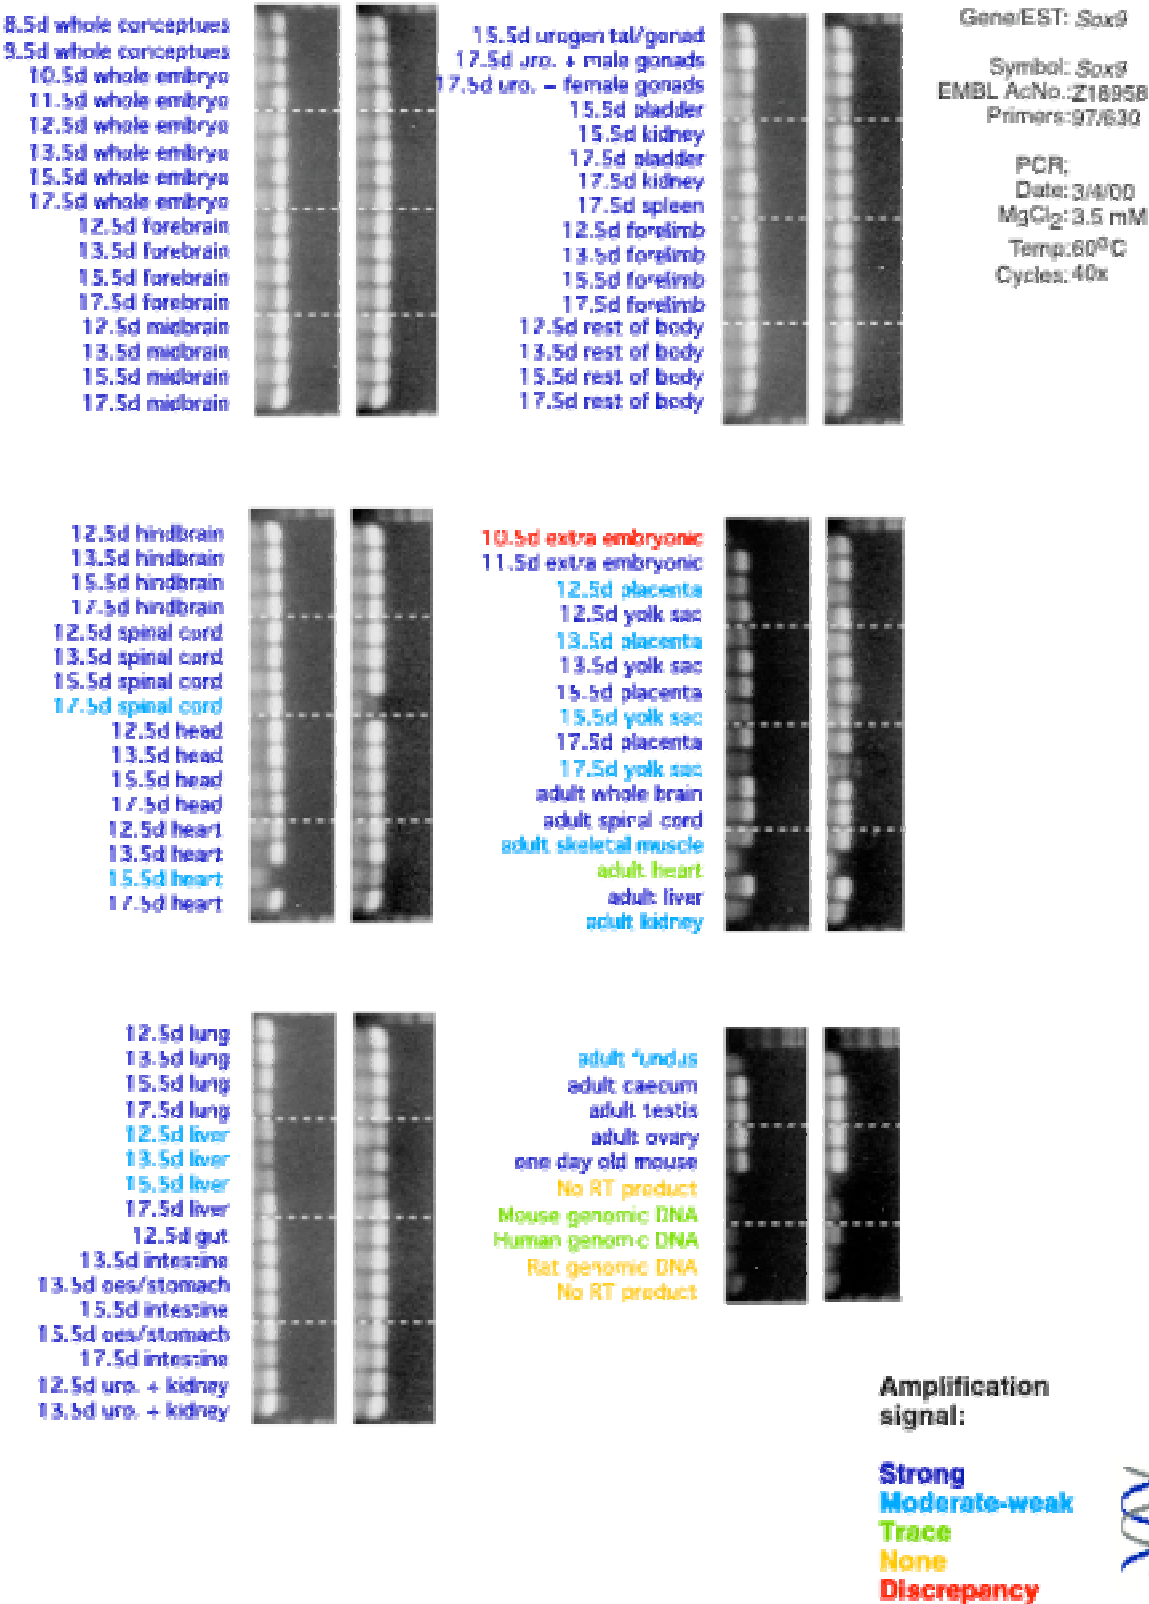 8.5d whole conceptues
9.5d whole conceptues
10.5d whole embryo
11.5d whole embryo
12.5d whole embryo
13.5d whole embryo
15.5d whole embryo
17.5d whole embryo
12.5d forebrain
13.5d forebrain
15.5d forebrain
17.5d forebrain
12.5d midbrain
13.5d midbrain
15.5d midbrain
17.5d midbrain
15.5d urogenital/gonad
17.5d uro. + male gonads
17.5d uro. – female gonads
15.5d bladder
15.5d kidney
17.5d bladder
17.5d kidney
17.5d spleen
12.5d forelimb
13.5d forelimb
15.5d forelimb
17.5d forelimb
12.5d rest of body
13.5d rest of body
15.5d rest of body
17.5d rest of body
Gene/EST: Sox9
Symbol: Sox9
EMBL AcNo.: Z18958
Primers: 97/630
PCR:
Date: 3/4/00
MgCl2: 3.5 mM
Temp: 60°C
Cycles: 40x
12.5d hindbrain
13.5d hindbrain
15.5d hindbrain
17.5d hindbrain
12.5d spinal cord
13.5d spinal cord
15.5d spinal cord
17.5d spinal cord
12.5d head
13.5d head
15.5d head
17.5d head
12.5d heart
13.5d heart
15.5d heart
17.5d heart
10.5d extra embryonic
11.5d extra embryonic
12.5d placenta
12.5d yolk sac
13.5d placenta
13.5d yolk sac
15.5d placenta
15.5d yolk sac
17.5d placenta
17.5d yolk sac
adult whole brain
adult spinal cord
adult skeletal muscle
adult heart
adult liver
adult kidney
12.5d lung
13.5d lung
15.5d lung
17.5d lung
12.5d liver
13.5d liver
15.5d liver
17.5d liver
12.5d gut
13.5d intestine
13.5d oes/stomach
15.5d intestine
15.5d oes/stomach
17.5d intestine
12.5d uro. + kidney
13.5d uro. + kidney
adult fundus
adult caecum
adult testis
adult ovary
one day old mouse
No RT product
Mouse genomic DNA
Human genomic DNA
Rat genomic DNA
No RT product
Amplification
signal:
Strong
Moderate-weak
Trace
None
Discrepancy